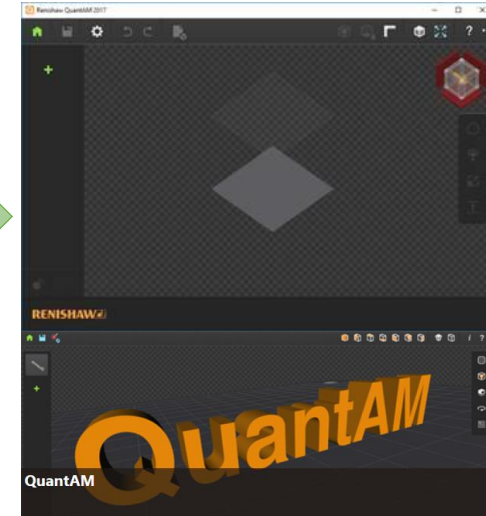 Renishaw QuantAM 2017
?
RENISHAW
i ?
QuantAM
QuantAM